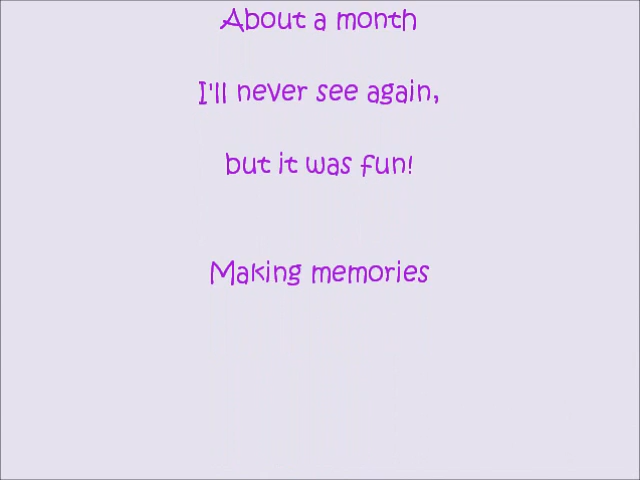 About a month
I'll never see again,
but it was fun!
Making memories